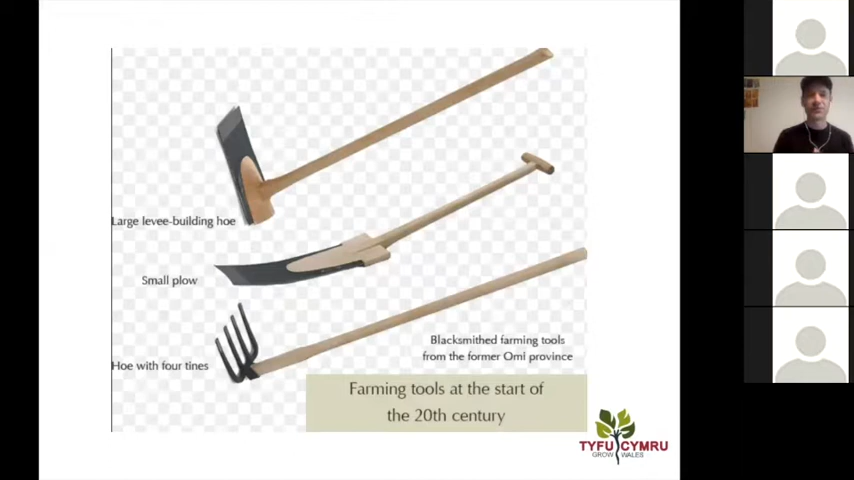 Large levee-building hoe
Small plow
Hoe with four tines
Blacksmithed farming tools
from the former Omi province
Farming tools at the start of
the 20th century
TYFU CYMRU
GROW WALES